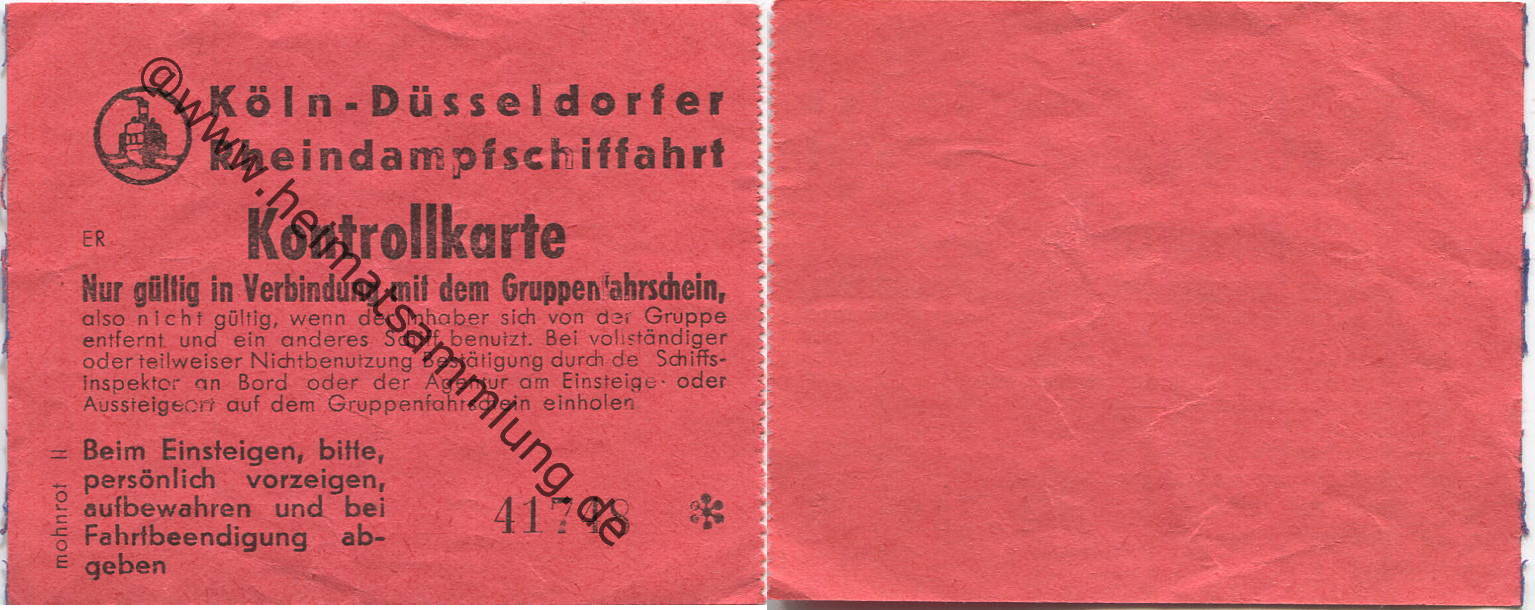 Köln-Düsseldorfer
Rheindampfschiffahrt
ER
Kontrollkarte
Nur gültig in Verbindung mit dem Gruppenfahrschein,
also nicht gültig, wenn der Inhaber sich von der Gruppe
entfernt und ein anderes Schiff benutzt. Bei vollständiger
oder teilweiser Nichtbenutzung Bestätigung durch de Schiffs-
inspektor an Bord oder der Agentur am Einsteige- oder
Aussteigeort auf dem Gruppenfahrschein einholen
Beim Einsteigen, bitte,
persönlich vorzeigen,
aufbewahren und bei
Fahrtbeendigung ab-
geben
mohnrot II
41748
@www.heimatsammlung.de